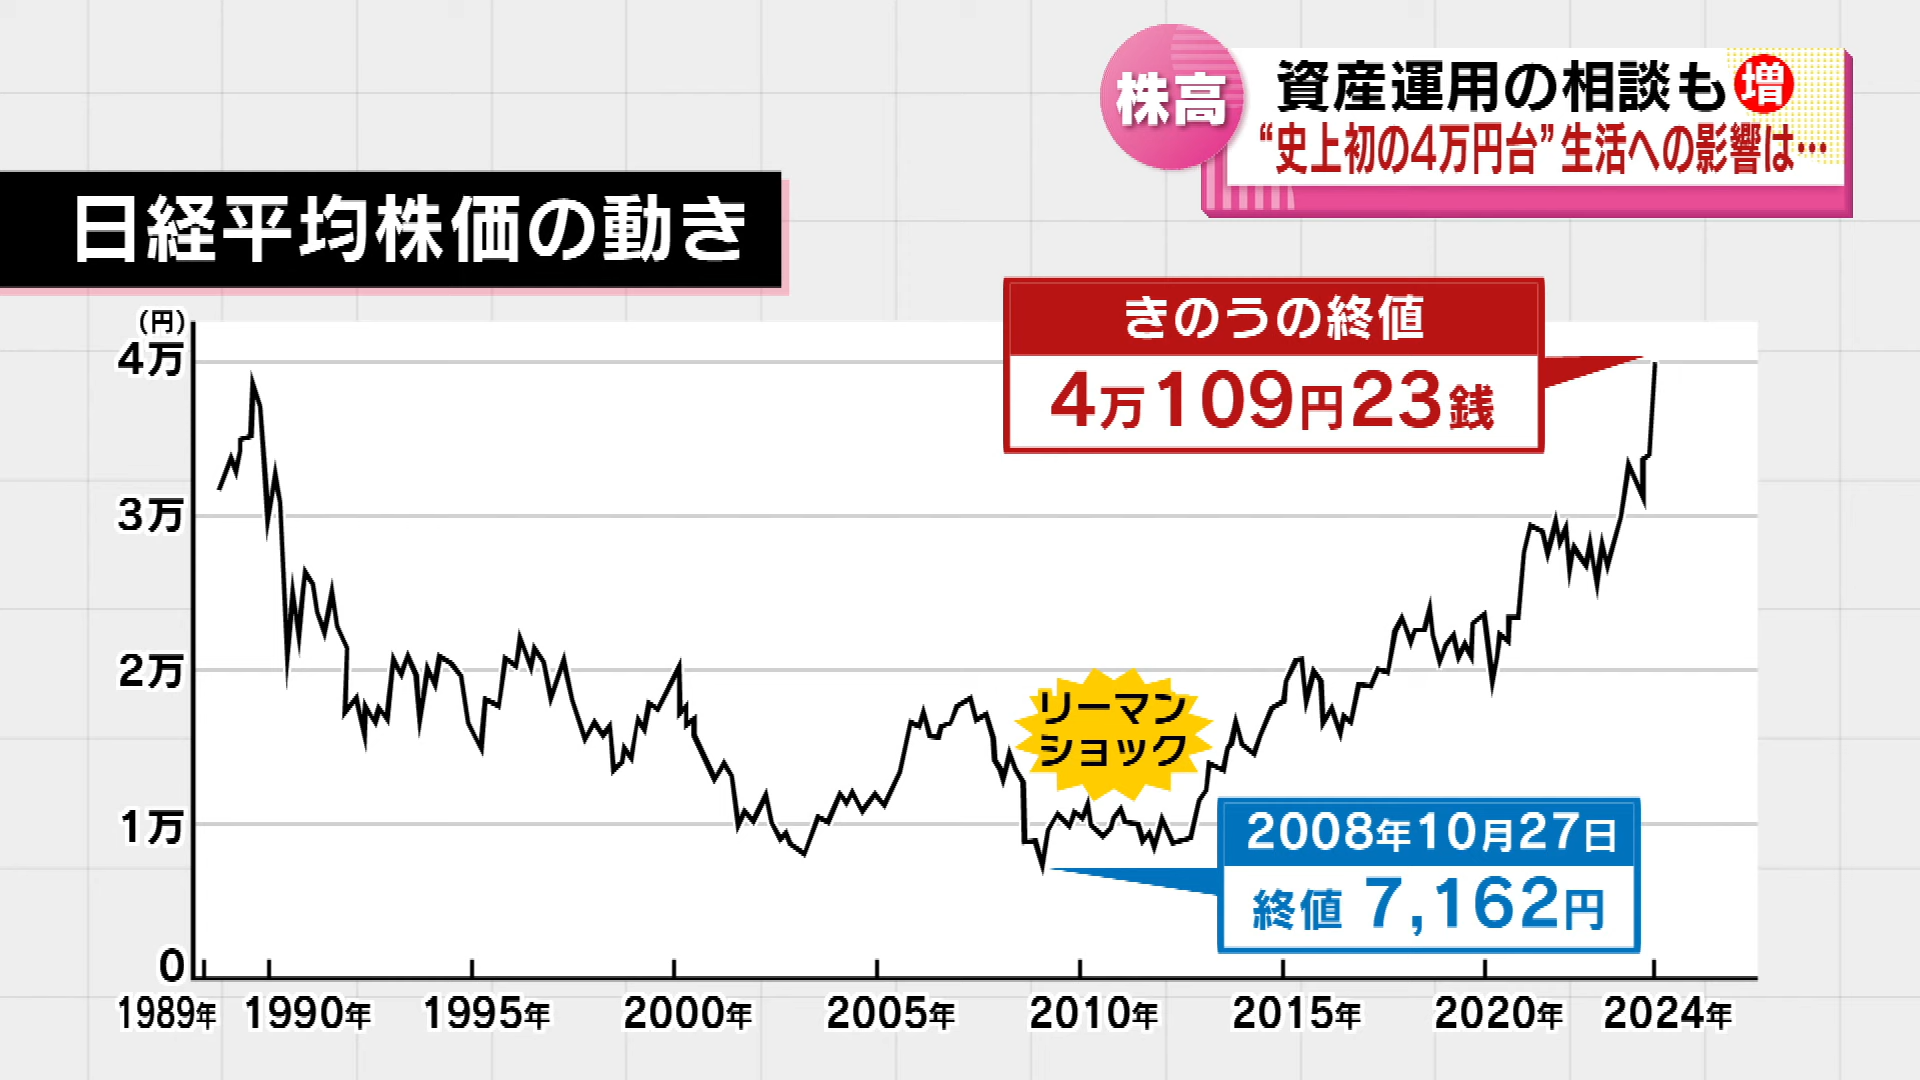 株高
資産運用の相談も増
“史上初の4万円台”生活への影響は…
日経平均株価の動き
(円)
4万
3万
2万
1万
0
きのうの終値
4万109円23銭
リーマン
ショック
2008年10月27日
終値 7,162円
1989年 1990年 1995年 2000年 2005年 2010年 2015年 2020年 2024年